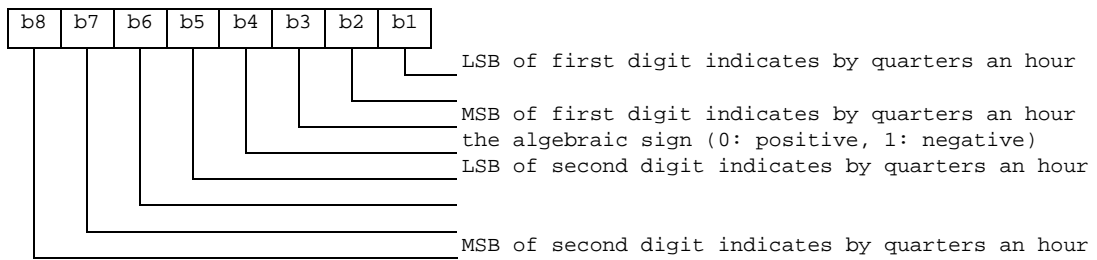 b8 b7 b6 b5 b4 b3 b2 b1
LSB of first digit indicates by quarters an hour
MSB of first digit indicates by quarters an hour
the algebraic sign (0: positive, 1: negative)
LSB of second digit indicates by quarters an hour
MSB of second digit indicates by quarters an hour